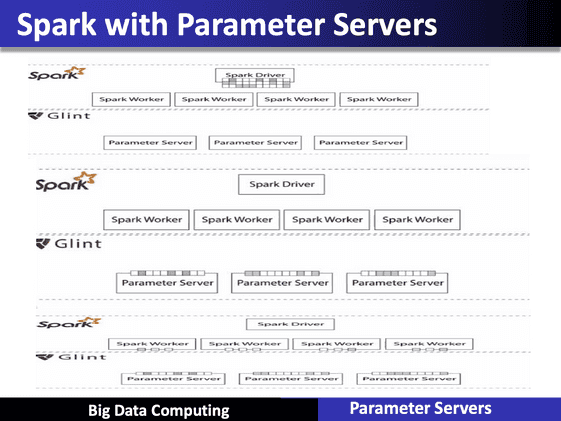 Spark with Parameter Servers
Spark
Spark Driver
Spark Worker Spark Worker Spark Worker Spark Worker
Glint
Parameter Server Parameter Server Parameter Server
Spark
Spark Driver
Spark Worker Spark Worker Spark Worker Spark Worker
Glint
Parameter Server Parameter Server Parameter Server
Spark
Spark Driver
Spark Worker Spark Worker Spark Worker Spark Worker
Glint
Parameter Server Parameter Server Parameter Server
Big Data Computing Parameter Servers